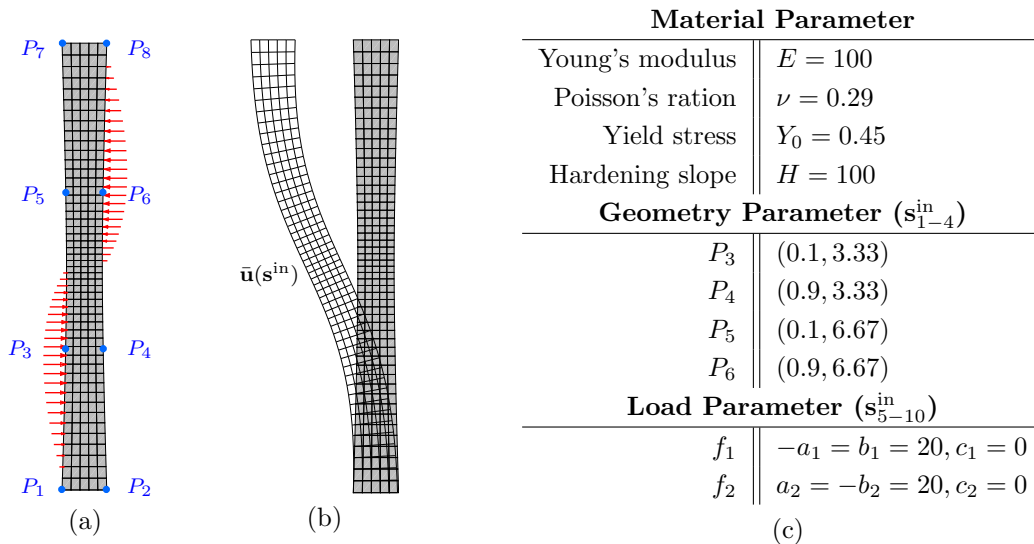 P₇ P₈
P₅ P₆
P₃ P₄
P₁ P₂
(a)
ū(sⁱⁿ)
(b)
Material Parameter
Young's modulus E = 100
Poisson's ration ν = 0.29
Yield stress Y₀ = 0.45
Hardening slope H = 100
Geometry Parameter (sⁱⁿ₁₋₄)
P₃ (0.1, 3.33)
P₄ (0.9, 3.33)
P₅ (0.1, 6.67)
P₆ (0.9, 6.67)
Load Parameter (sⁱⁿ₅₋₁₀)
f₁ −a₁ = b₁ = 20, c₁ = 0
f₂ a₂ = −b₂ = 20, c₂ = 0
(c)